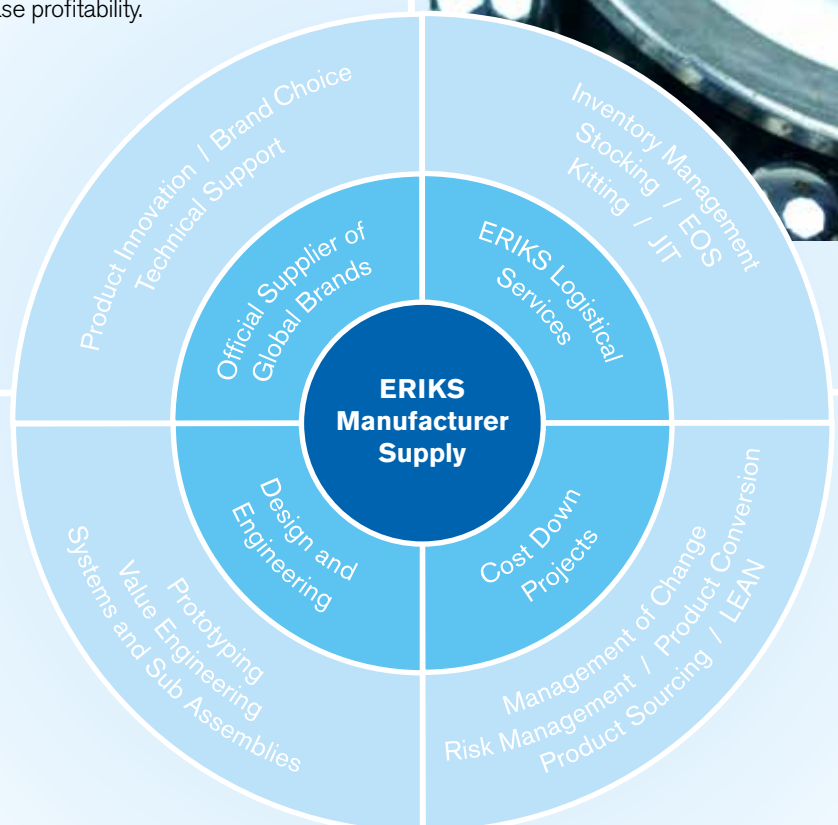 ase profitability.
Product Innovation / Brand Choice
Technical Support
Inventory Management
Stocking / EOS
Kitting / JIT
Official Supplier of
Global Brands
ERIKS Logistical
Services
ERIKS
Manufacturer
Supply
Design and
Engineering
Cost Down
Projects
Prototyping
Value Engineering
Systems and Sub Assemblies
Management of Change
Risk Management / Product Conversion
Product Sourcing / LEAN